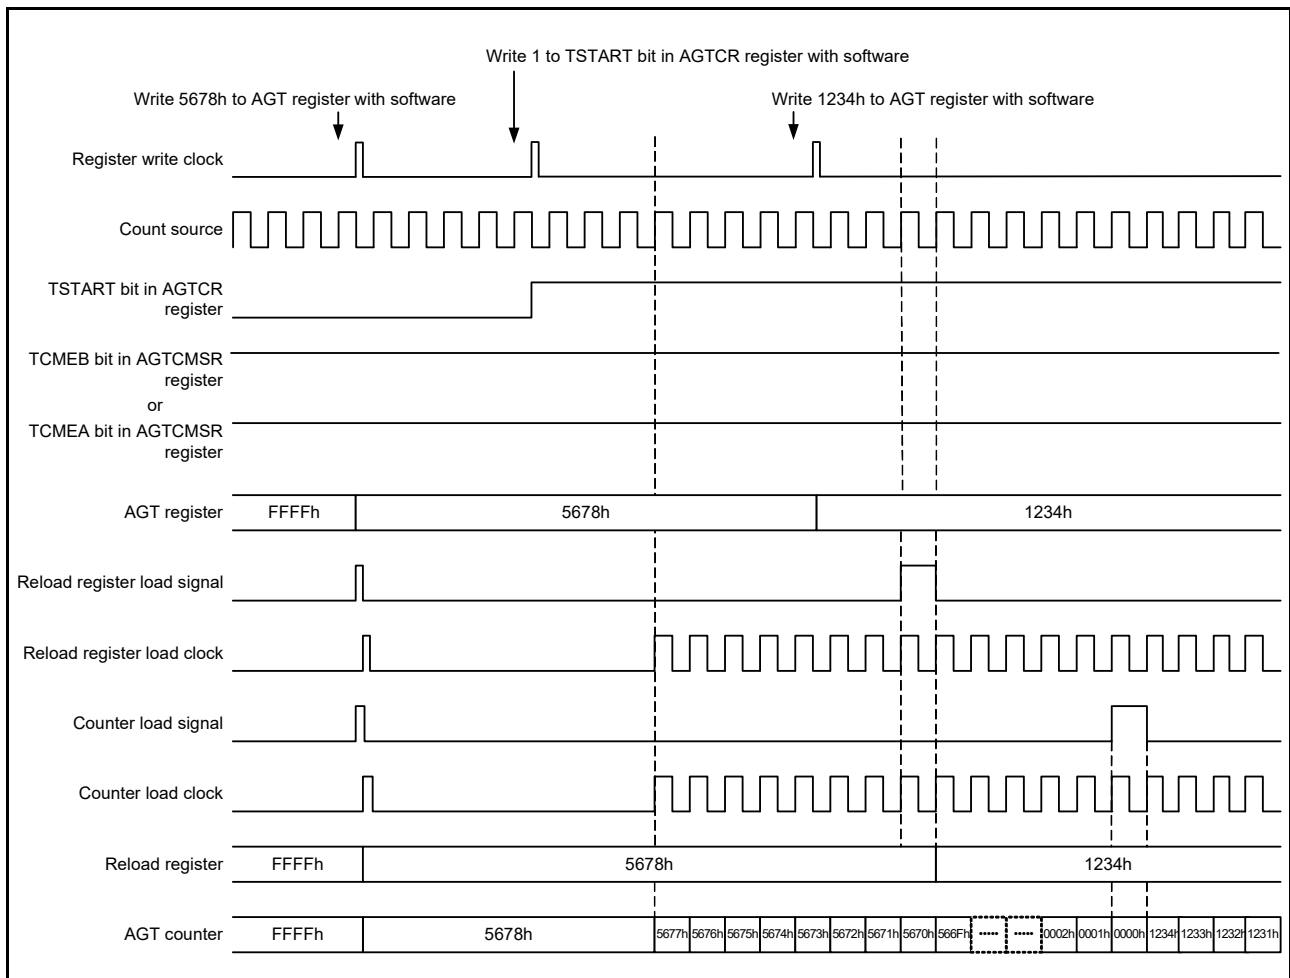 Write 1 to TSTART bit in AGTCR register with software
Write 5678h to AGT register with software
Write 1234h to AGT register with software
Register write clock
Count source
TSTART bit in AGTCR
register
TCMEB bit in AGTCMSR
register
or
TCMEA bit in AGTCMSR
register
AGT register FFFFh 5678h 1234h
Reload register load signal
Reload register load clock
Counter load signal
Counter load clock
Reload register FFFFh 5678h 1234h
AGT counter FFFFh 5678h 5677h 5676h 5675h 5674h 5673h 5672h 5671h 5670h 566Fh ..... ..... 0002h 0001h 0000h 1234h 1233h 1232h 1231h